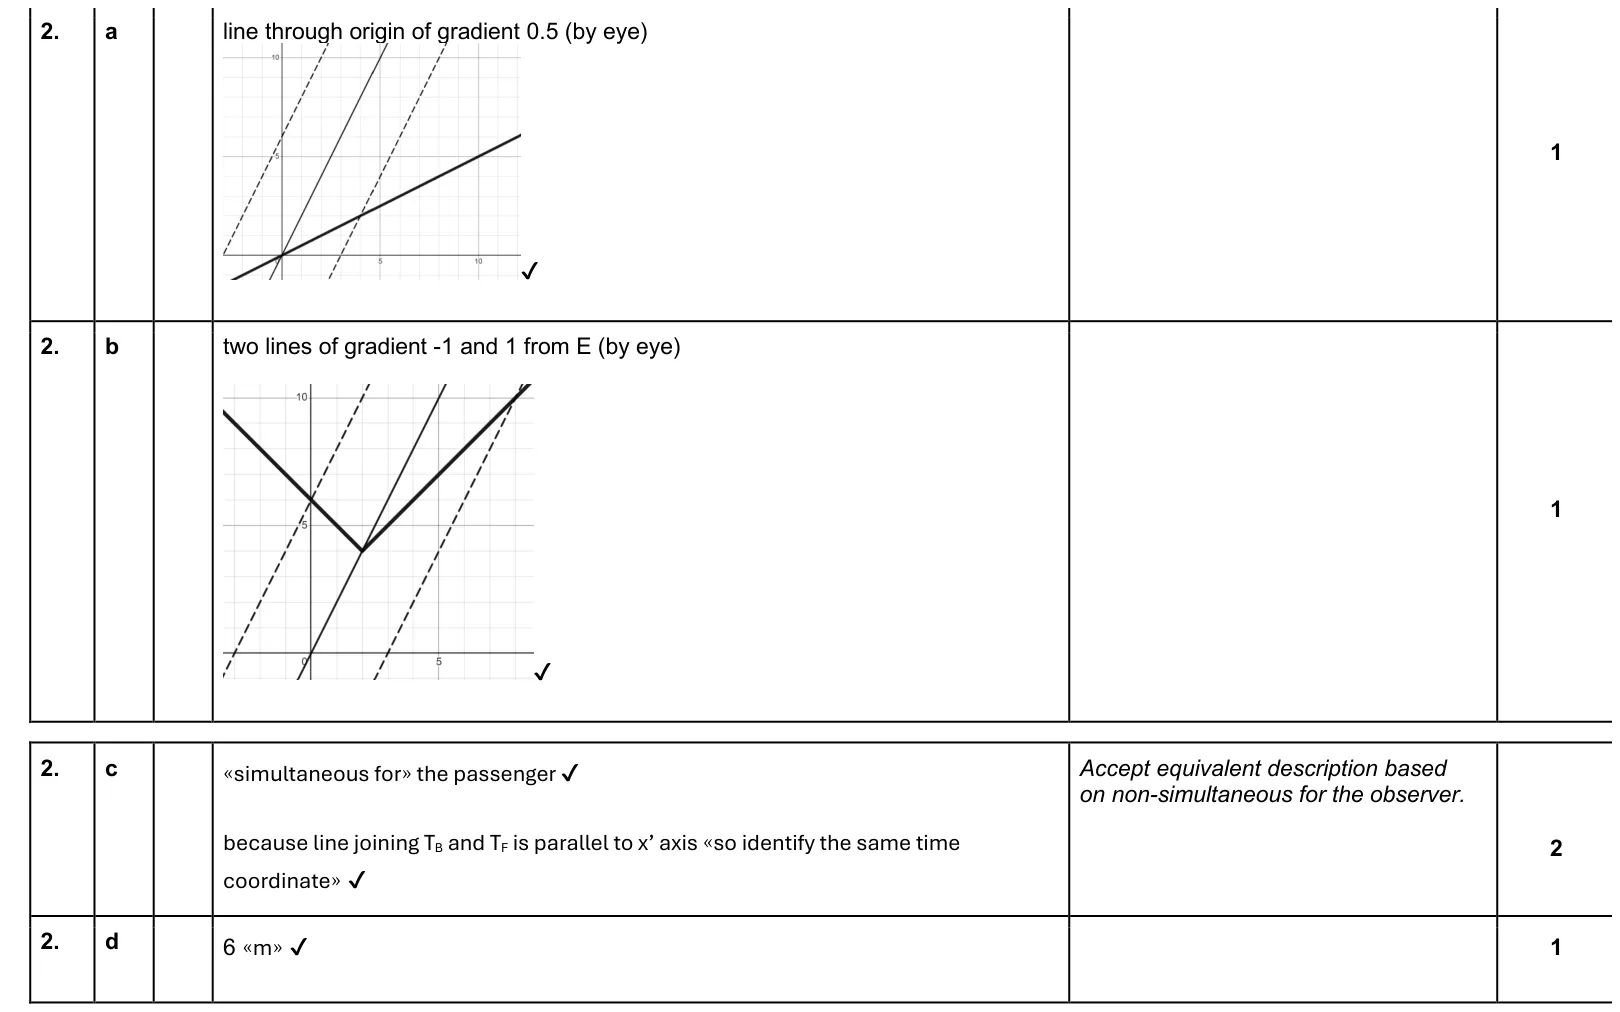 2. a line through origin of gradient 0.5 (by eye)
10
5
5 10
✓
1
2. b two lines of gradient -1 and 1 from E (by eye)
10
5
0 5
✓
1
2. c «simultaneous for» the passenger ✓
Accept equivalent description based
on non-simultaneous for the observer.
because line joining TB and TF is parallel to x’ axis «so identify the same time
coordinate» ✓
2
2. d 6 «m» ✓ 1